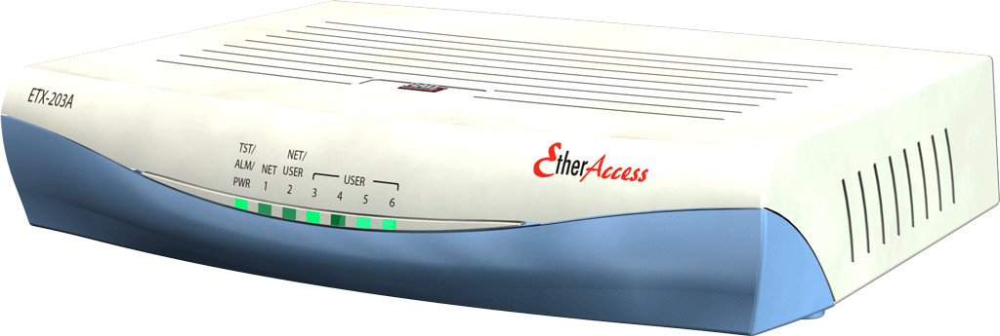 ETX-203A
TST/
ALM/
PWR
NET
1
NET/
USER
2
USER
3 4 5 6
EtherAccess